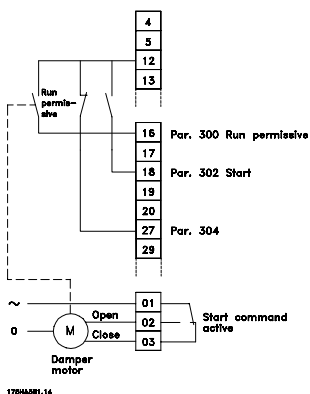 4
5
12
13
Run
permis-
sive
16 Par. 300 Run permissive
17
18 Par. 302 Start
19
20
27 Par. 304
29
~
01
Open
02
Start command
active
0
M
Close
03
Damper
motor
175HA581.14